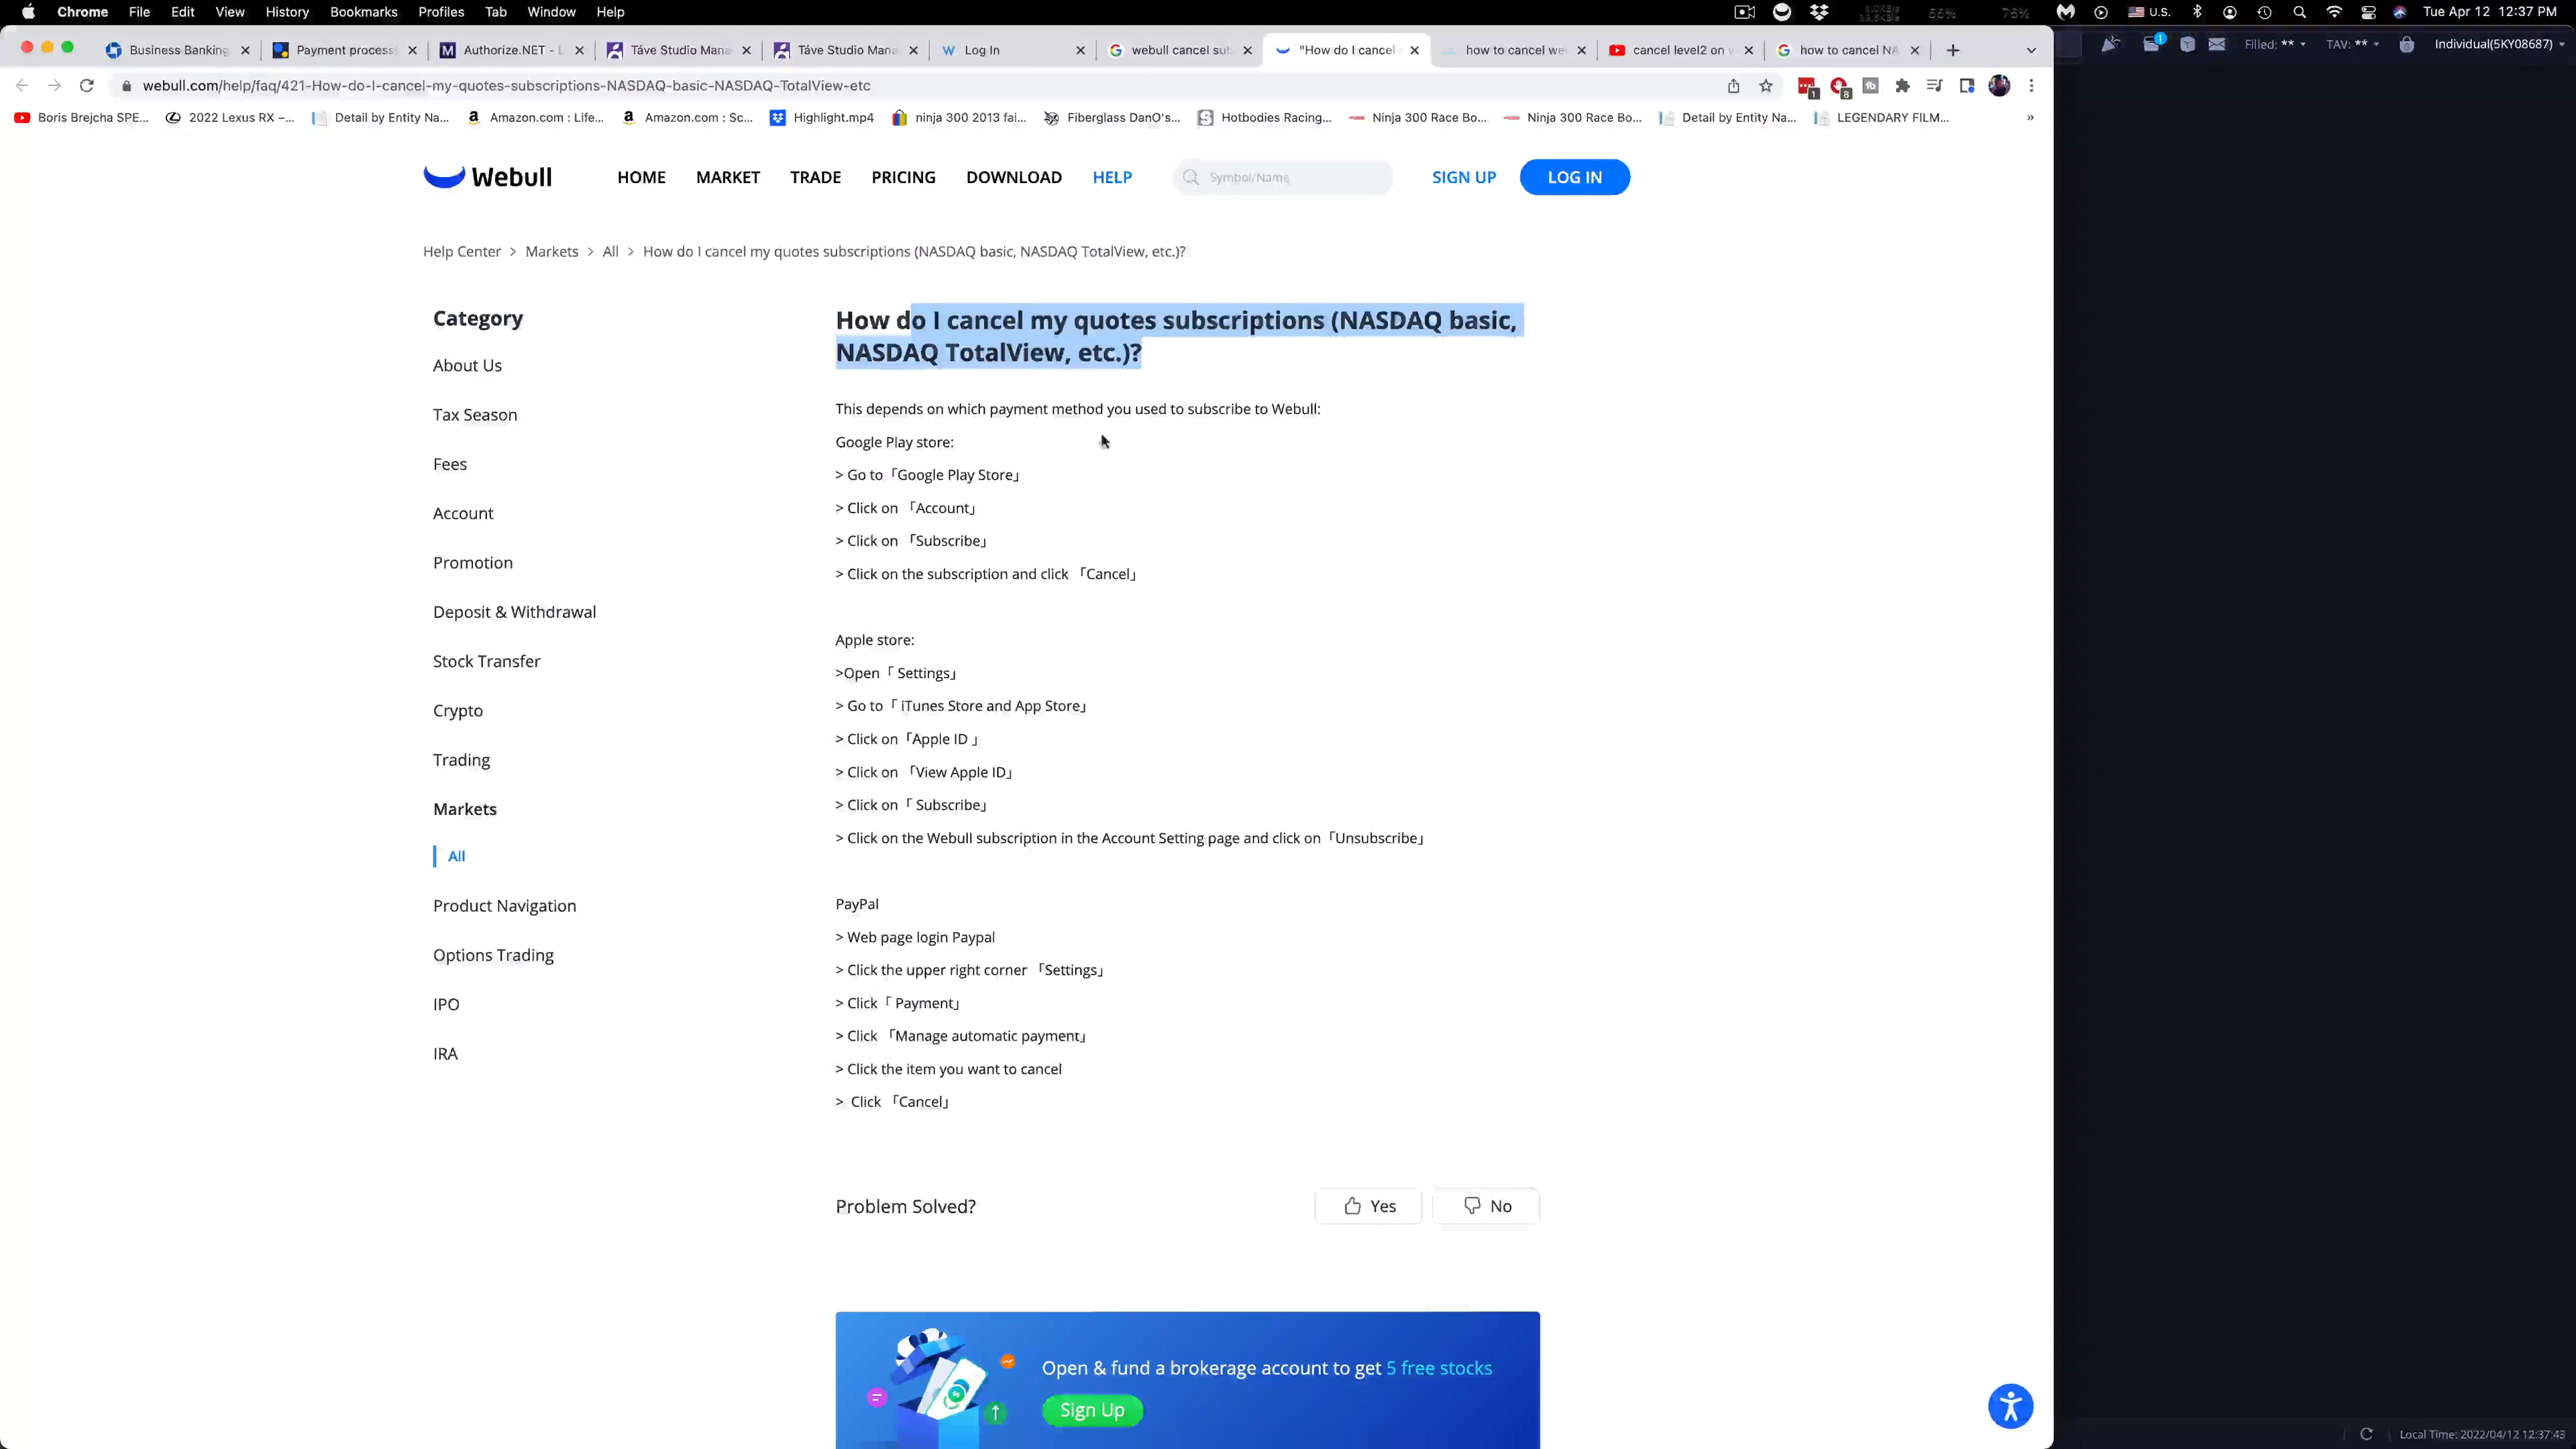 Chrome File Edit View History Bookmarks Profiles Tab Window Help
U.S. Tue Apr 12 12:37 PM
Business Banking
Payment process
Authorize.NET - L
Táve Studio Mana
Táve Studio Mana
Log In
webull cancel sub
"How do I cancel
how to cancel we
cancel level2 on w
how to cancel NA
Filled: ** TAV: ** Individual(5KY08687)
webull.com/help/faq/421-How-do-I-cancel-my-quotes-subscriptions-NASDAQ-basic-NASDAQ-TotalView-etc
Boris Brejcha SPE...
2022 Lexus RX –...
Detail by Entity Na...
Amazon.com : Life...
Amazon.com : Sc...
Highlight.mp4
ninja 300 2013 fai...
Fiberglass DanO's...
Hotbodies Racing...
Ninja 300 Race Bo...
Ninja 300 Race Bo...
Detail by Entity Na...
LEGENDARY FILM...
Webull HOME MARKET TRADE PRICING DOWNLOAD HELP Symbol/Name SIGN UP LOG IN
Help Center > Markets > All > How do I cancel my quotes subscriptions (NASDAQ basic, NASDAQ TotalView, etc.)?
Category
About Us
Tax Season
Fees
Account
Promotion
Deposit & Withdrawal
Stock Transfer
Crypto
Trading
Markets
All
Product Navigation
Options Trading
IPO
IRA
How do I cancel my quotes subscriptions (NASDAQ basic,
NASDAQ TotalView, etc.)?
This depends on which payment method you used to subscribe to Webull:
Google Play store:
> Go to「Google Play Store」
> Click on 「Account」
> Click on 「Subscribe」
> Click on the subscription and click 「Cancel」
Apple store:
>Open「 Settings」
> Go to「 iTunes Store and App Store」
> Click on「Apple ID 」
> Click on 「View Apple ID」
> Click on「 Subscribe」
> Click on the Webull subscription in the Account Setting page and click on「Unsubscribe」
PayPal
> Web page login Paypal
> Click the upper right corner 「Settings」
> Click「 Payment」
> Click 「Manage automatic payment」
> Click the item you want to cancel
> Click 「Cancel」
Problem Solved?
Yes
No
Open & fund a brokerage account to get 5 free stocks
Sign Up
Local Time: 2022/04/12 12:37:43